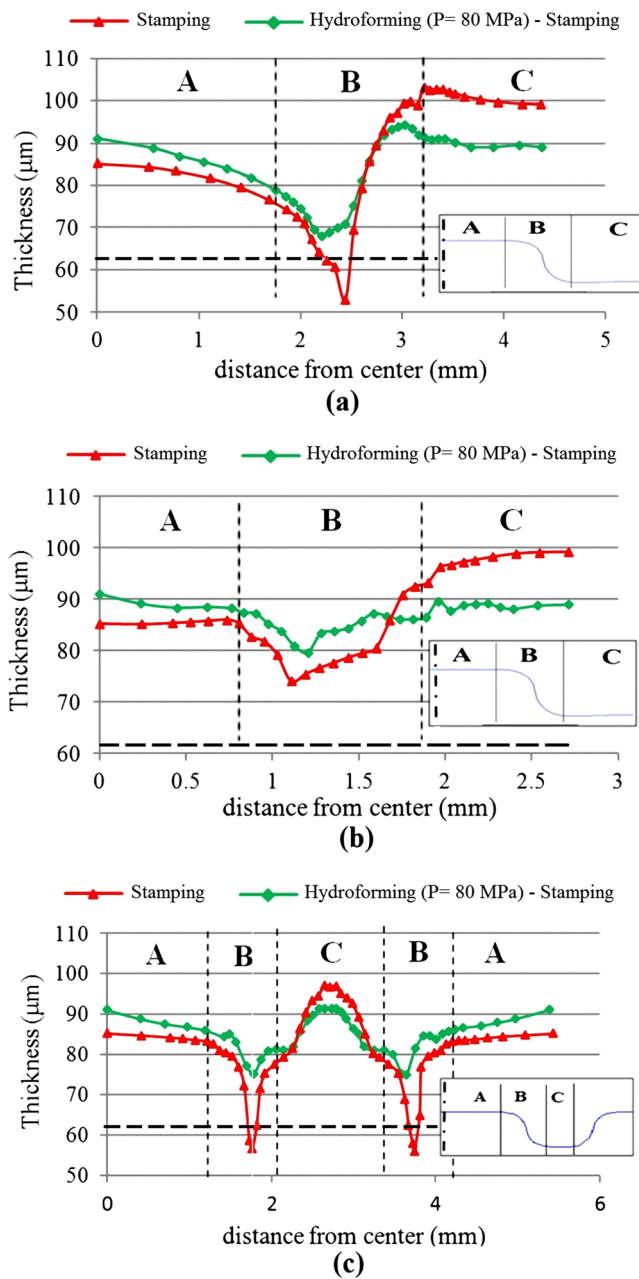 Stamping Hydroforming (P= 80 MPa) - Stamping
110
100
90
80
70
60
50
Thickness (μm)
A B C
A B C
0 1 2 3 4 5
distance from center (mm)
(a)
Stamping Hydroforming (P= 80 MPa) - Stamping
110
100
90
80
70
60
Thickness (μm)
A B C
A B C
0 0.5 1 1.5 2 2.5 3
distance from center (mm)
(b)
Stamping Hydroforming (P= 80 MPa) - Stamping
110
100
90
80
70
60
50
Thickness (μm)
A B C B A
A B C
0 2 4 6
distance from center (mm)
(c)